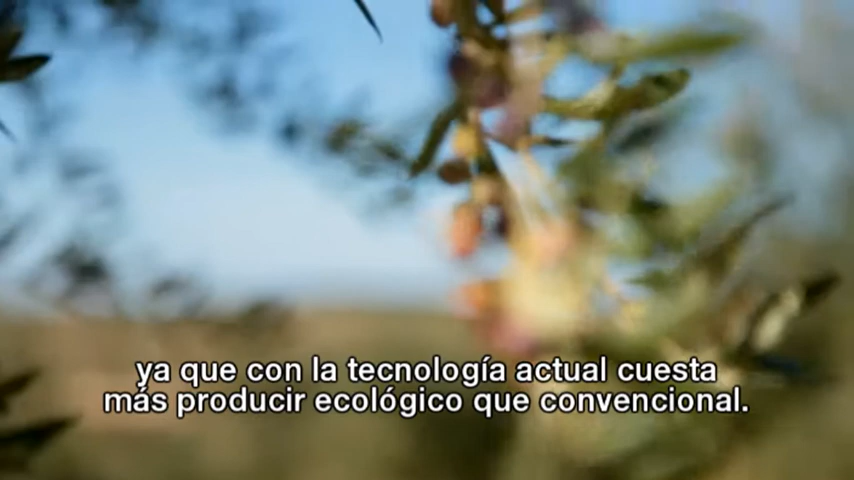 ya que con la tecnología actual cuesta
más producir ecológico que convencional.